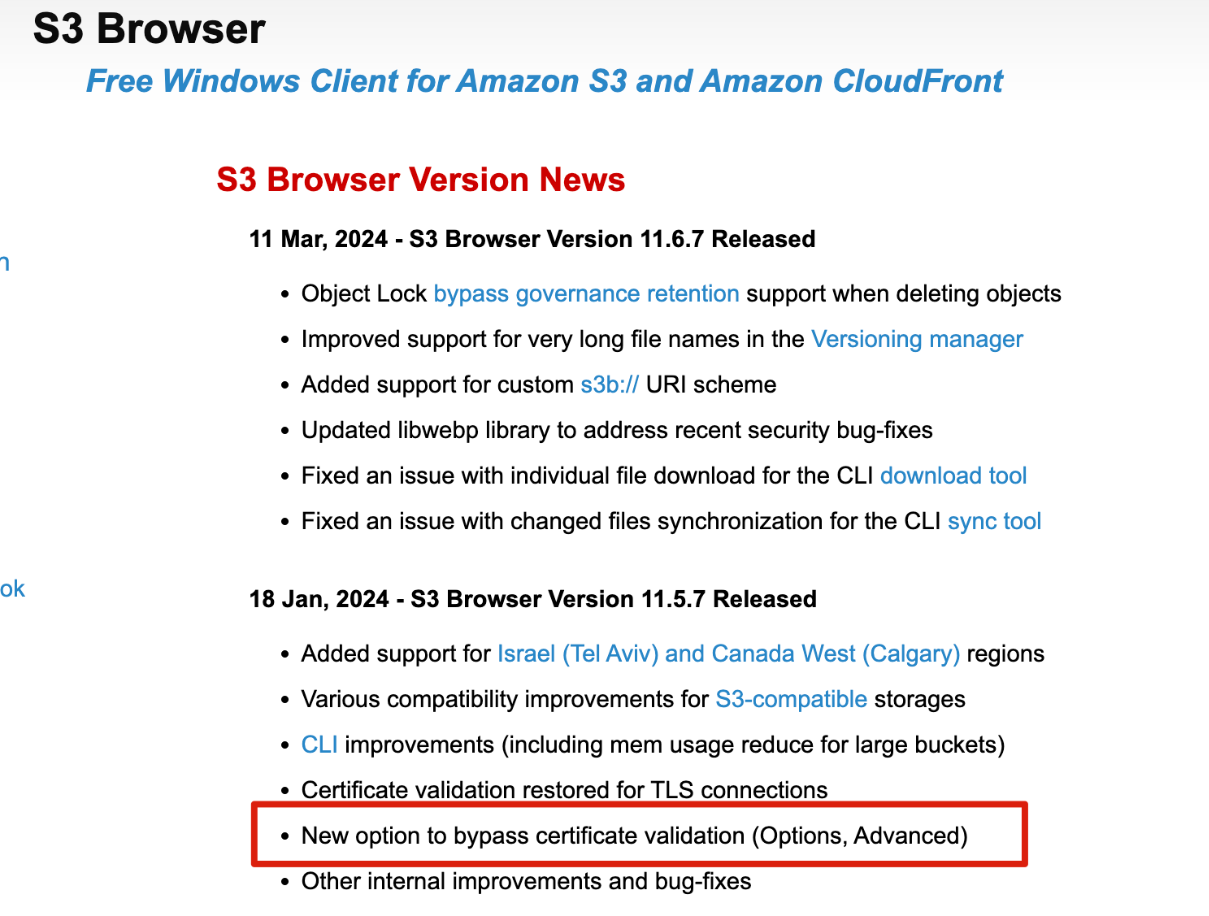 S3 Browser
Free Windows Client for Amazon S3 and Amazon CloudFront
S3 Browser Version News
11 Mar, 2024 - S3 Browser Version 11.6.7 Released
n
• Object Lock bypass governance retention support when deleting objects
• Improved support for very long file names in the Versioning manager
• Added support for custom s3b:// URI scheme
• Updated libwebp library to address recent security bug-fixes
• Fixed an issue with individual file download for the CLI download tool
• Fixed an issue with changed files synchronization for the CLI sync tool
ok
18 Jan, 2024 - S3 Browser Version 11.5.7 Released
• Added support for Israel (Tel Aviv) and Canada West (Calgary) regions
• Various compatibility improvements for S3-compatible storages
• CLI improvements (including mem usage reduce for large buckets)
• Certificate validation restored for TLS connections
• New option to bypass certificate validation (Options, Advanced)
• Other internal improvements and bug-fixes